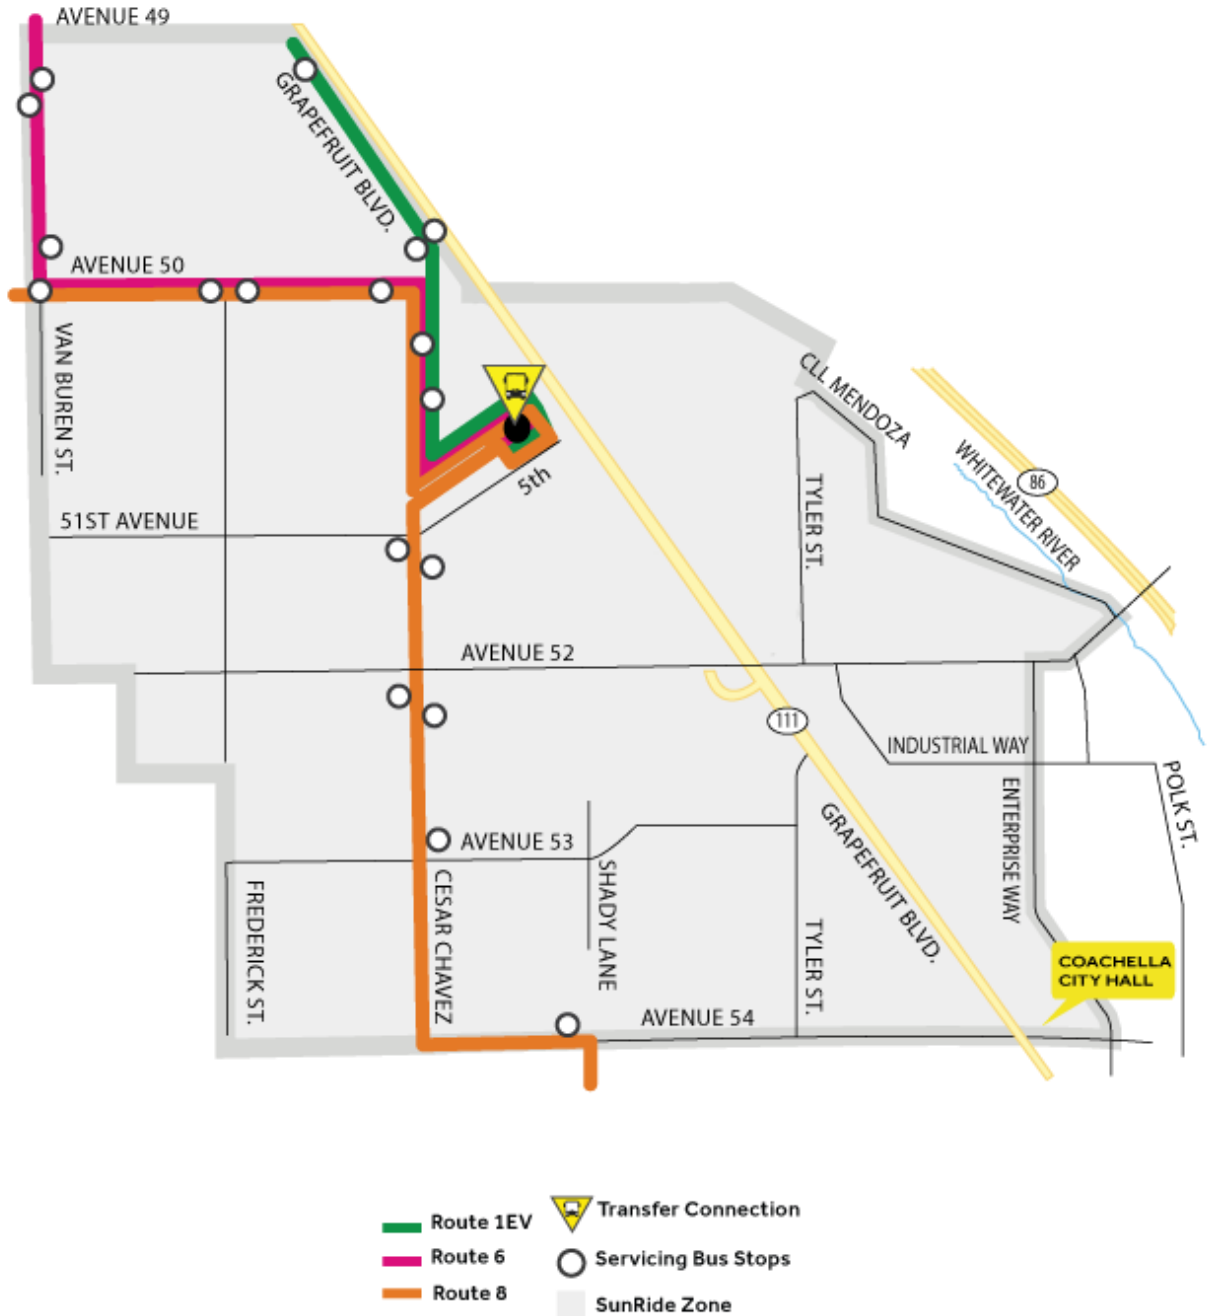 AVENUE 49
GRAPEFRUIT BLVD.
AVENUE 50
VAN BUREN ST.
CLL MENDOZA
WHITEWATER RIVER
86
5th
TYLER ST.
51ST AVENUE
AVENUE 52
111
INDUSTRIAL WAY
POLK ST.
ENTERPRISE WAY
GRAPEFRUIT BLVD.
AVENUE 53
SHADY LANE
CESAR CHAVEZ
FREDERICK ST.
TYLER ST.
COACHELLA
CITY HALL
AVENUE 54
Route 1EV
Transfer Connection
Route 6
Servicing Bus Stops
Route 8
SunRide Zone